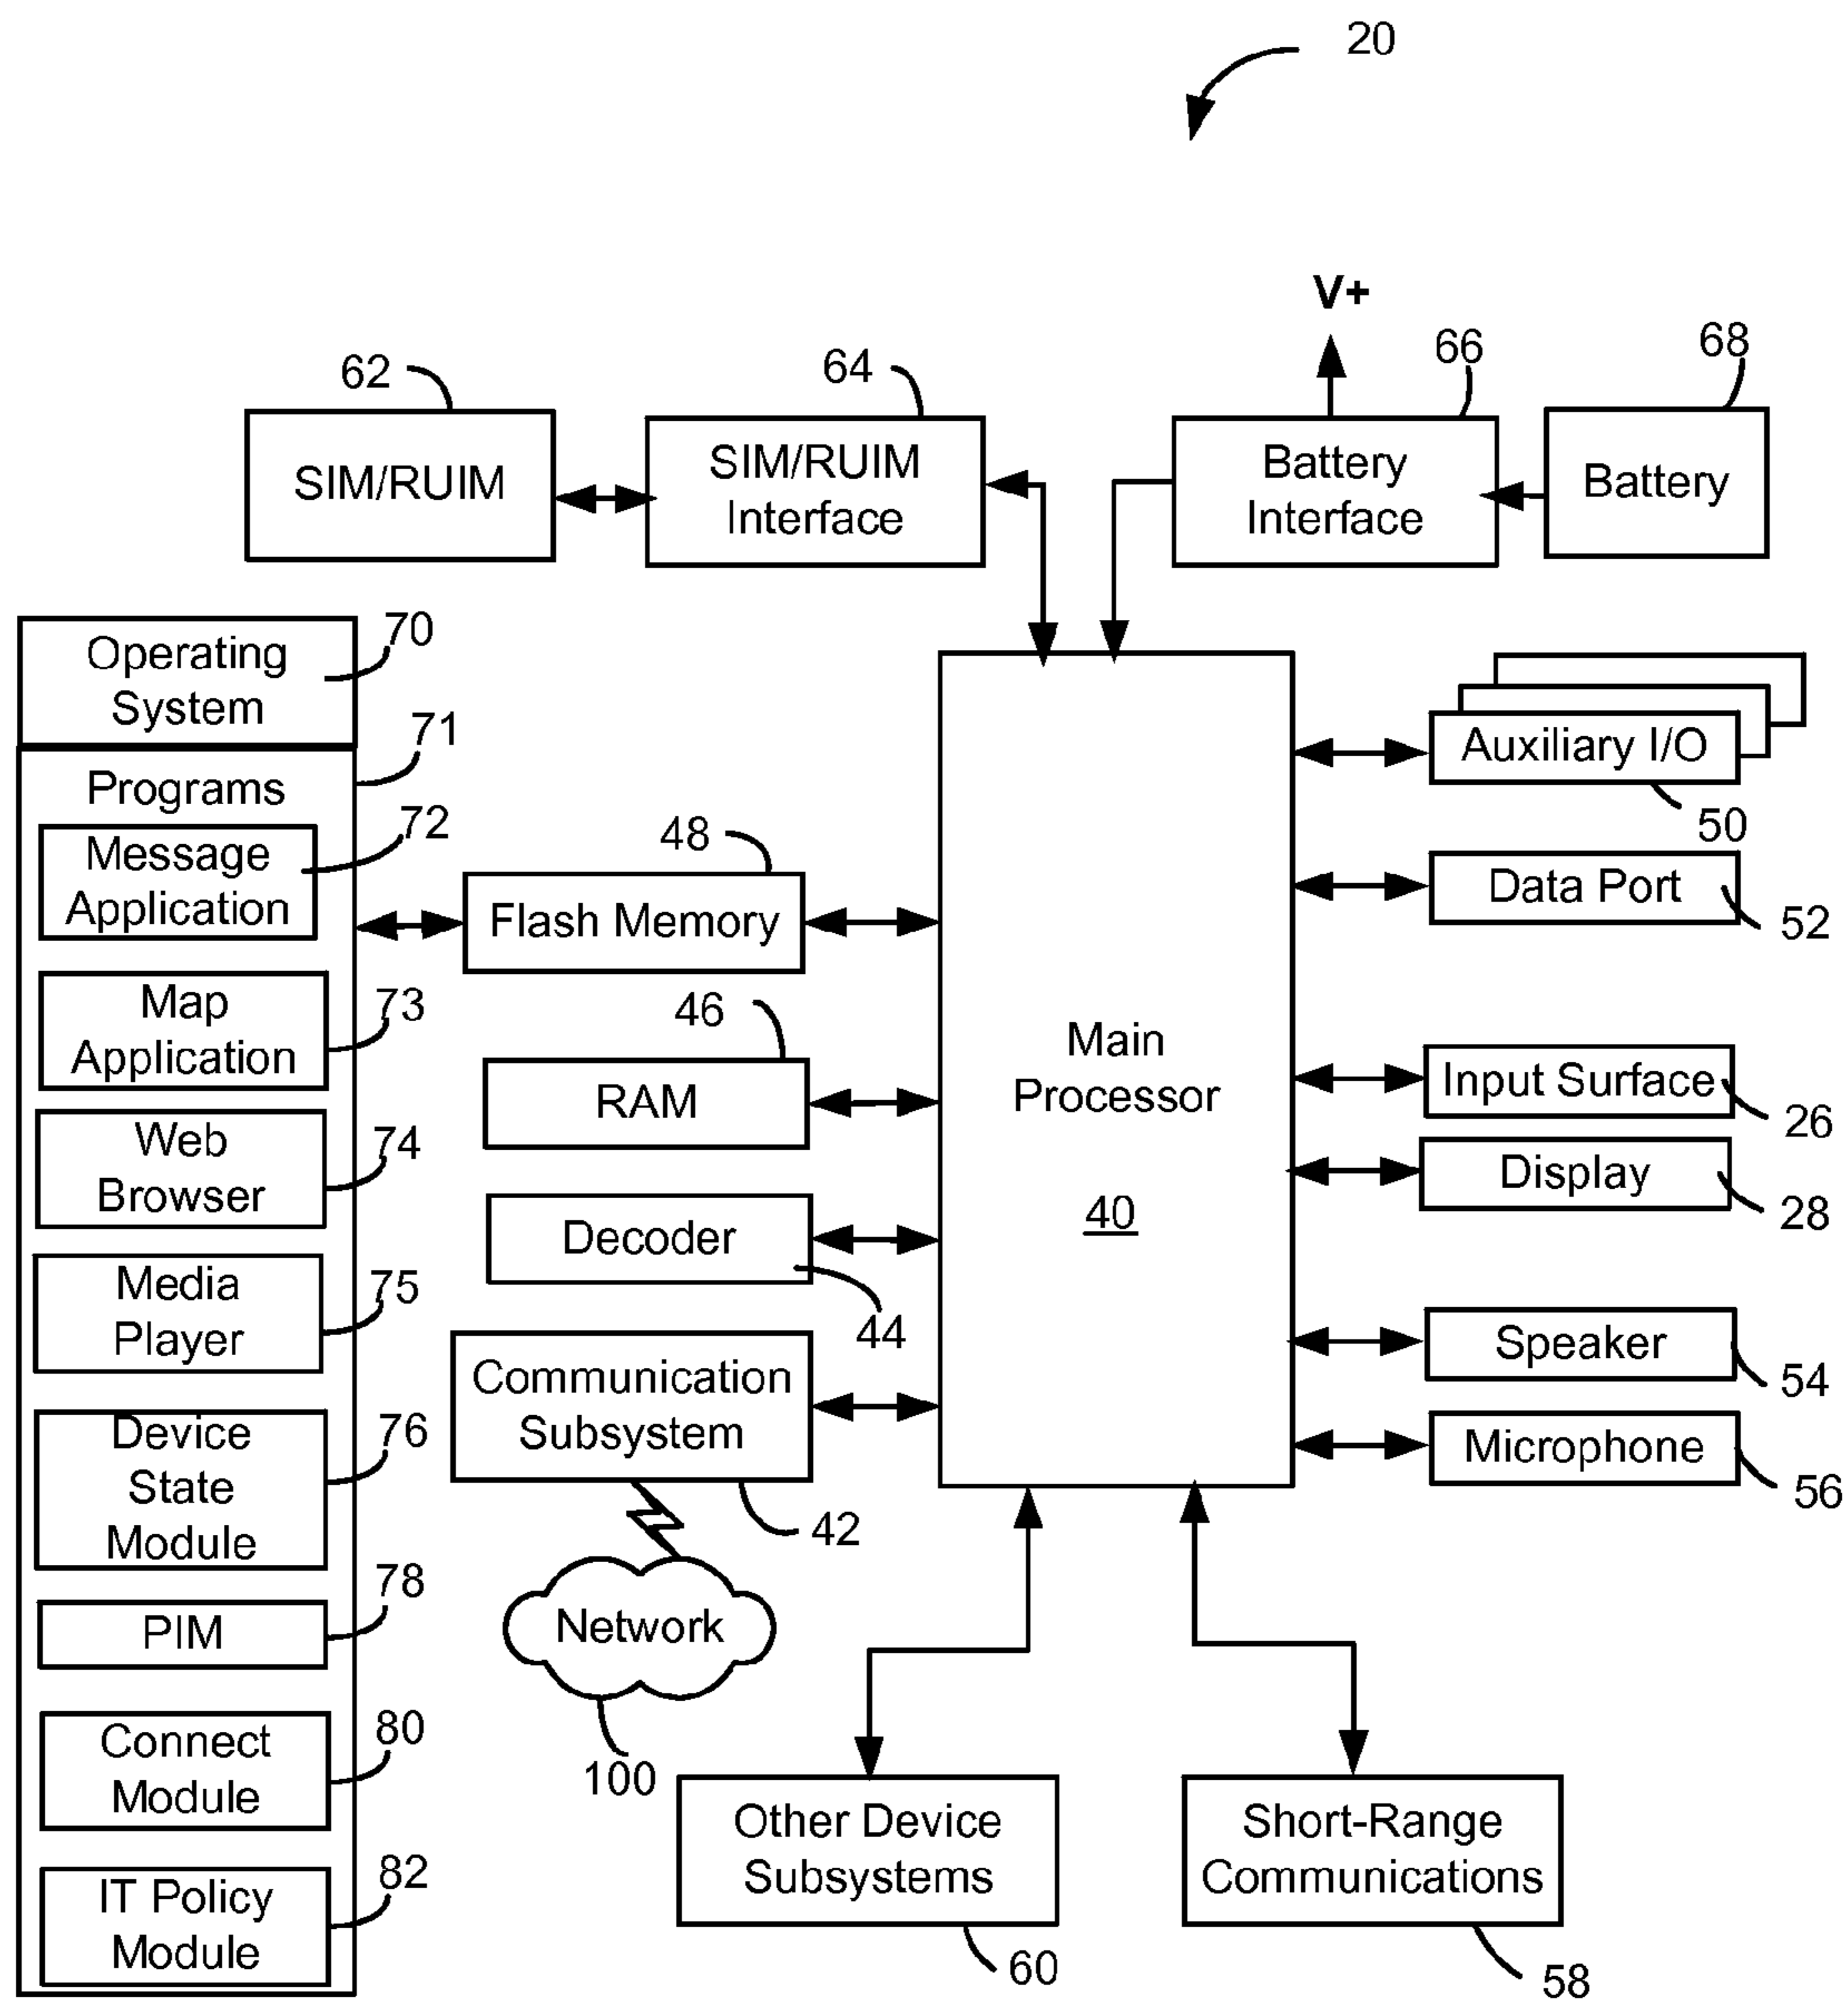 20
V+
62
64
66
68
SIM/RUIM
SIM/RUIM
Interface
Battery
Interface
Battery
Operating
System
70
71
Programs
Message
Application
72
Map
Application
73
Web
Browser
74
Media
Player
75
Device
State
Module
76
PIM
78
Connect
Module
80
IT Policy
Module
82
48
Flash Memory
46
RAM
Decoder
44
Communication
Subsystem
42
Network
100
Main
Processor
40
Auxiliary I/O
50
Data Port
52
Input Surface
26
Display
28
Speaker
54
Microphone
56
Other Device
Subsystems
60
Short-Range
Communications
58